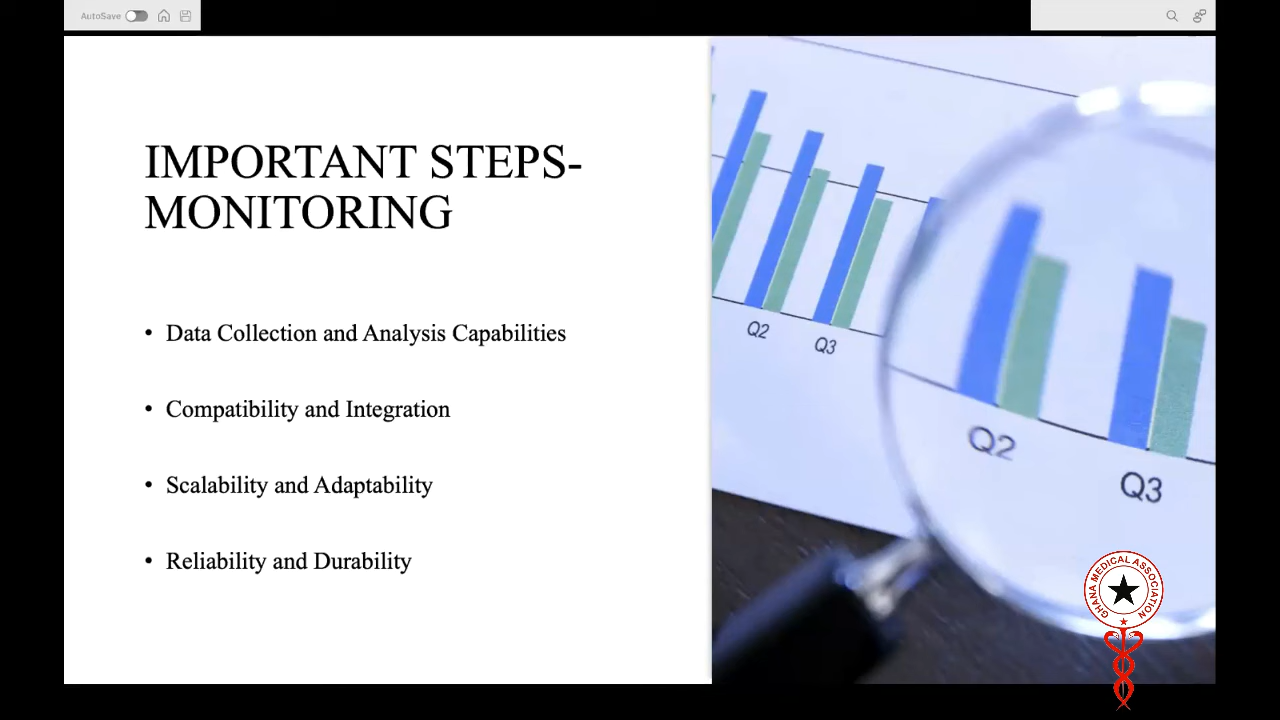 AutoSave
IMPORTANT STEPS-
MONITORING
• Data Collection and Analysis Capabilities
• Compatibility and Integration
• Scalability and Adaptability
• Reliability and Durability
Q2
Q3
Q2
Q3
GHANA MEDICAL ASSOCIATION